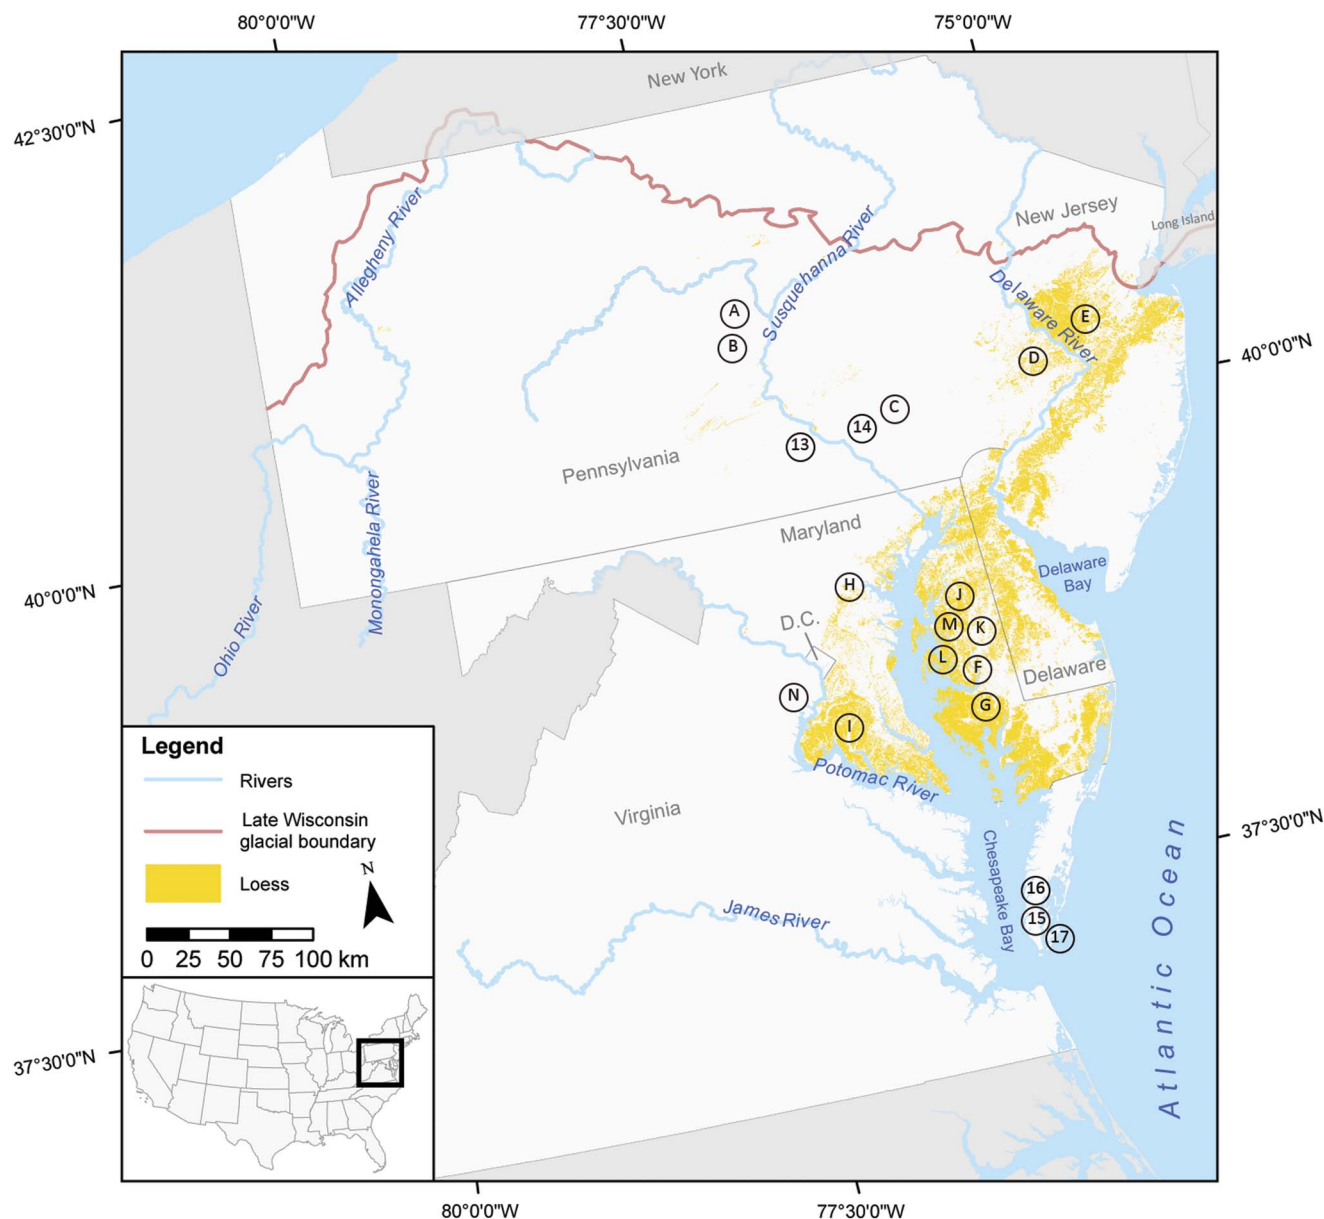 80°0'0"W
77°30'0"W
75°0'0"W
42°30'0"N
New York
New Jersey
Long Island
Allegheny River
Susquehanna River
Delaware River
A
E
B
D
40°0'0"N
C
14
13
Pennsylvania
Monongahela River
Maryland
Delaware
Bay
40°0'0"N
H
J
D.C.
M
K
Ohio River
L
F
Delaware
N
G
I
Potomac River
Legend
Rivers
Late Wisconsin
glacial boundary
Loess
N
0 25 50 75 100 km
Virginia
37°30'0"N
Chesapeake Bay
James River
16
15
17
Atlantic Ocean
37°30'0"N
80°0'0"W
77°30'0"W